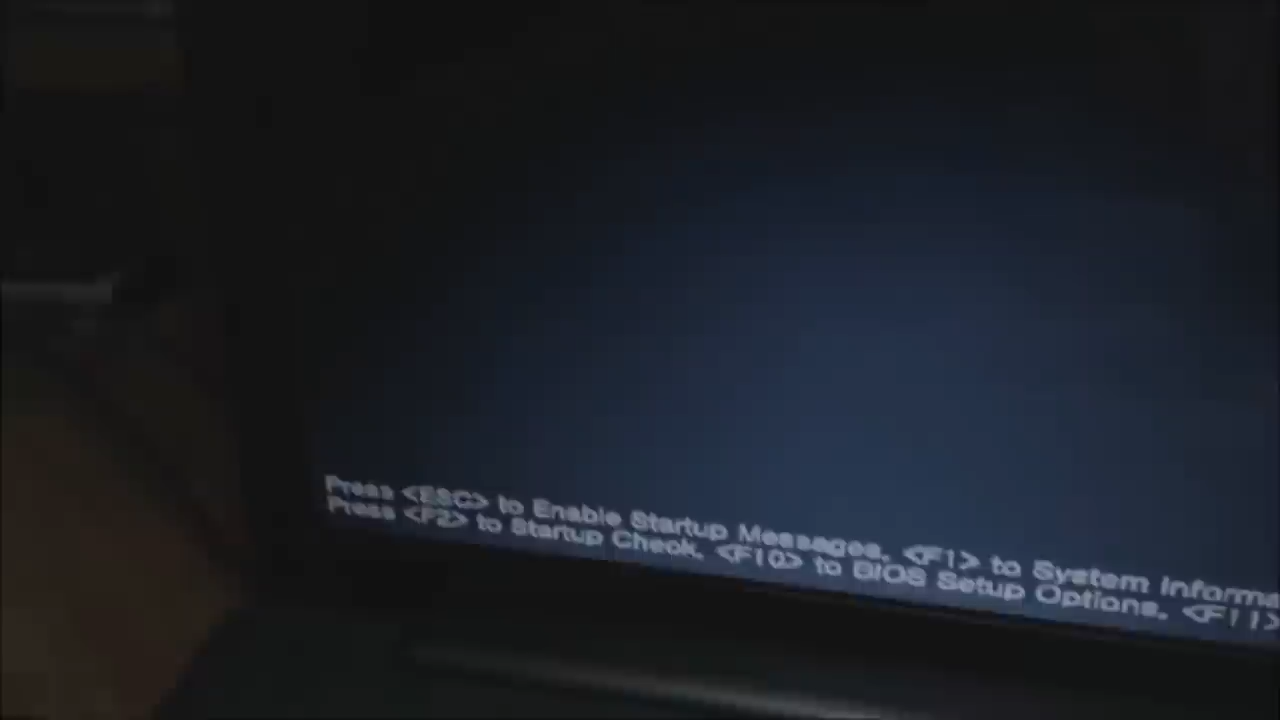 Press <ESC> to Enable Startup Messages, <F1> to System Informa
Press <F2> to Startup Check, <F10> to BIOS Setup Options, <F11>